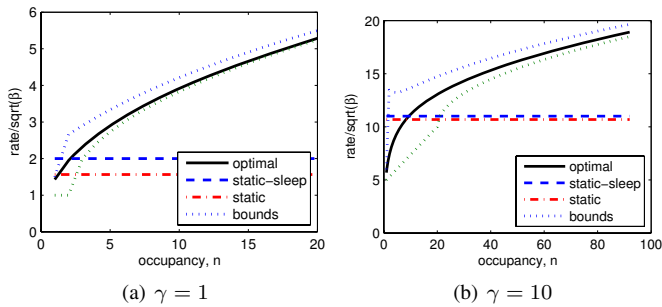 6
5
4
3
2
1
0
rate/sqrt(β)
optimal
static−sleep
static
bounds
0 5 10 15 20
occupancy, n
(a) γ = 1
20
15
10
5
0
rate/sqrt(β)
optimal
static−sleep
static
bounds
0 20 40 60 80 100
occupancy, n
(b) γ = 10